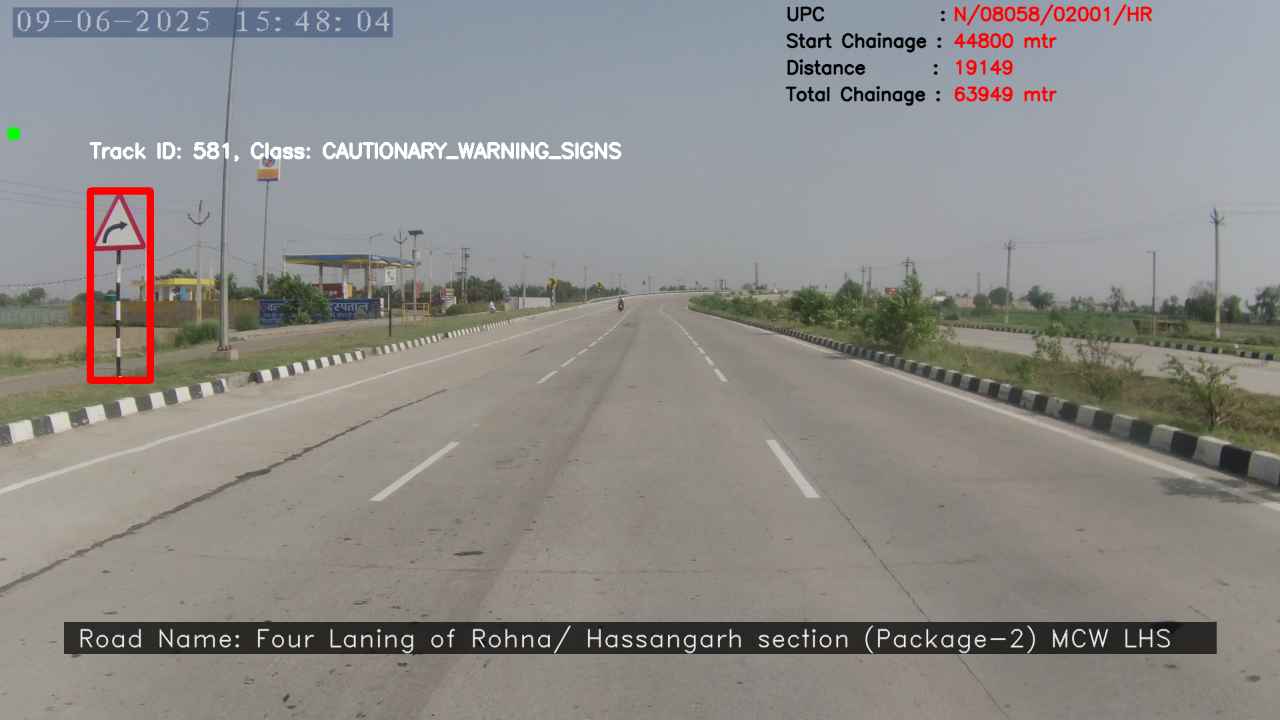 09-06-2025 15:48:04
UPC : N/08058/02001/HR
Start Chainage : 44800 mtr
Distance : 19149
Total Chainage : 63949 mtr
Track ID: 581, Class: CAUTIONARY_WARNING_SIGNS
Road Name: Four Laning of Rohna/ Hassangarh section (Package-2) MCW LHS